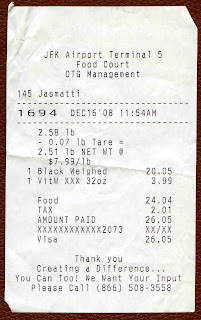 JFK Airport Terminal 5
Food Court
OTG Management
145 Jasmatti
1694 DEC16'08 11:54AM
2.58 lb
- 0.07 lb Tare =
2.51 lb NET WT @
$7.99/lb
1 Black Weighed 20.05
1 VitW XXX 32oz 3.99
Food 24.04
TAX 2.01
AMOUNT PAID 26.05
XXXXXXXXXXXX2073 XX/XX
Visa 26.05
Thank you
Creating a Difference...
You Can Too! We Want Your Input
Please Call (866) 508-3558